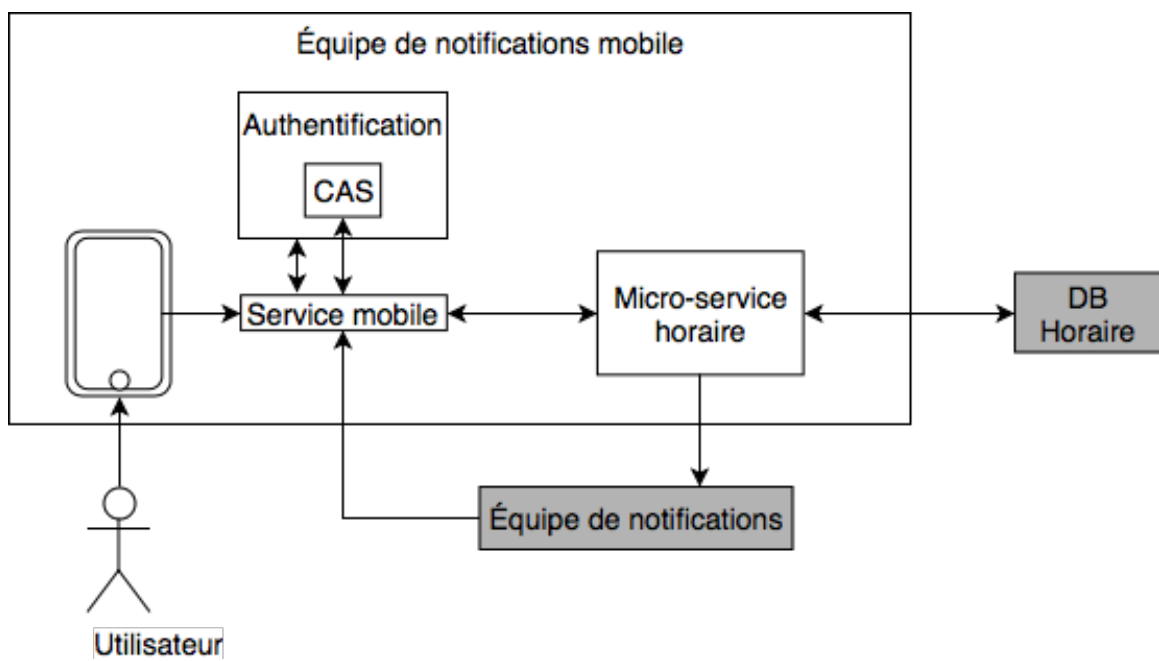 Équipe de notifications mobile
Authentification
CAS
Service mobile
Micro-service
horaire
DB
Horaire
Équipe de notifications
Utilisateur